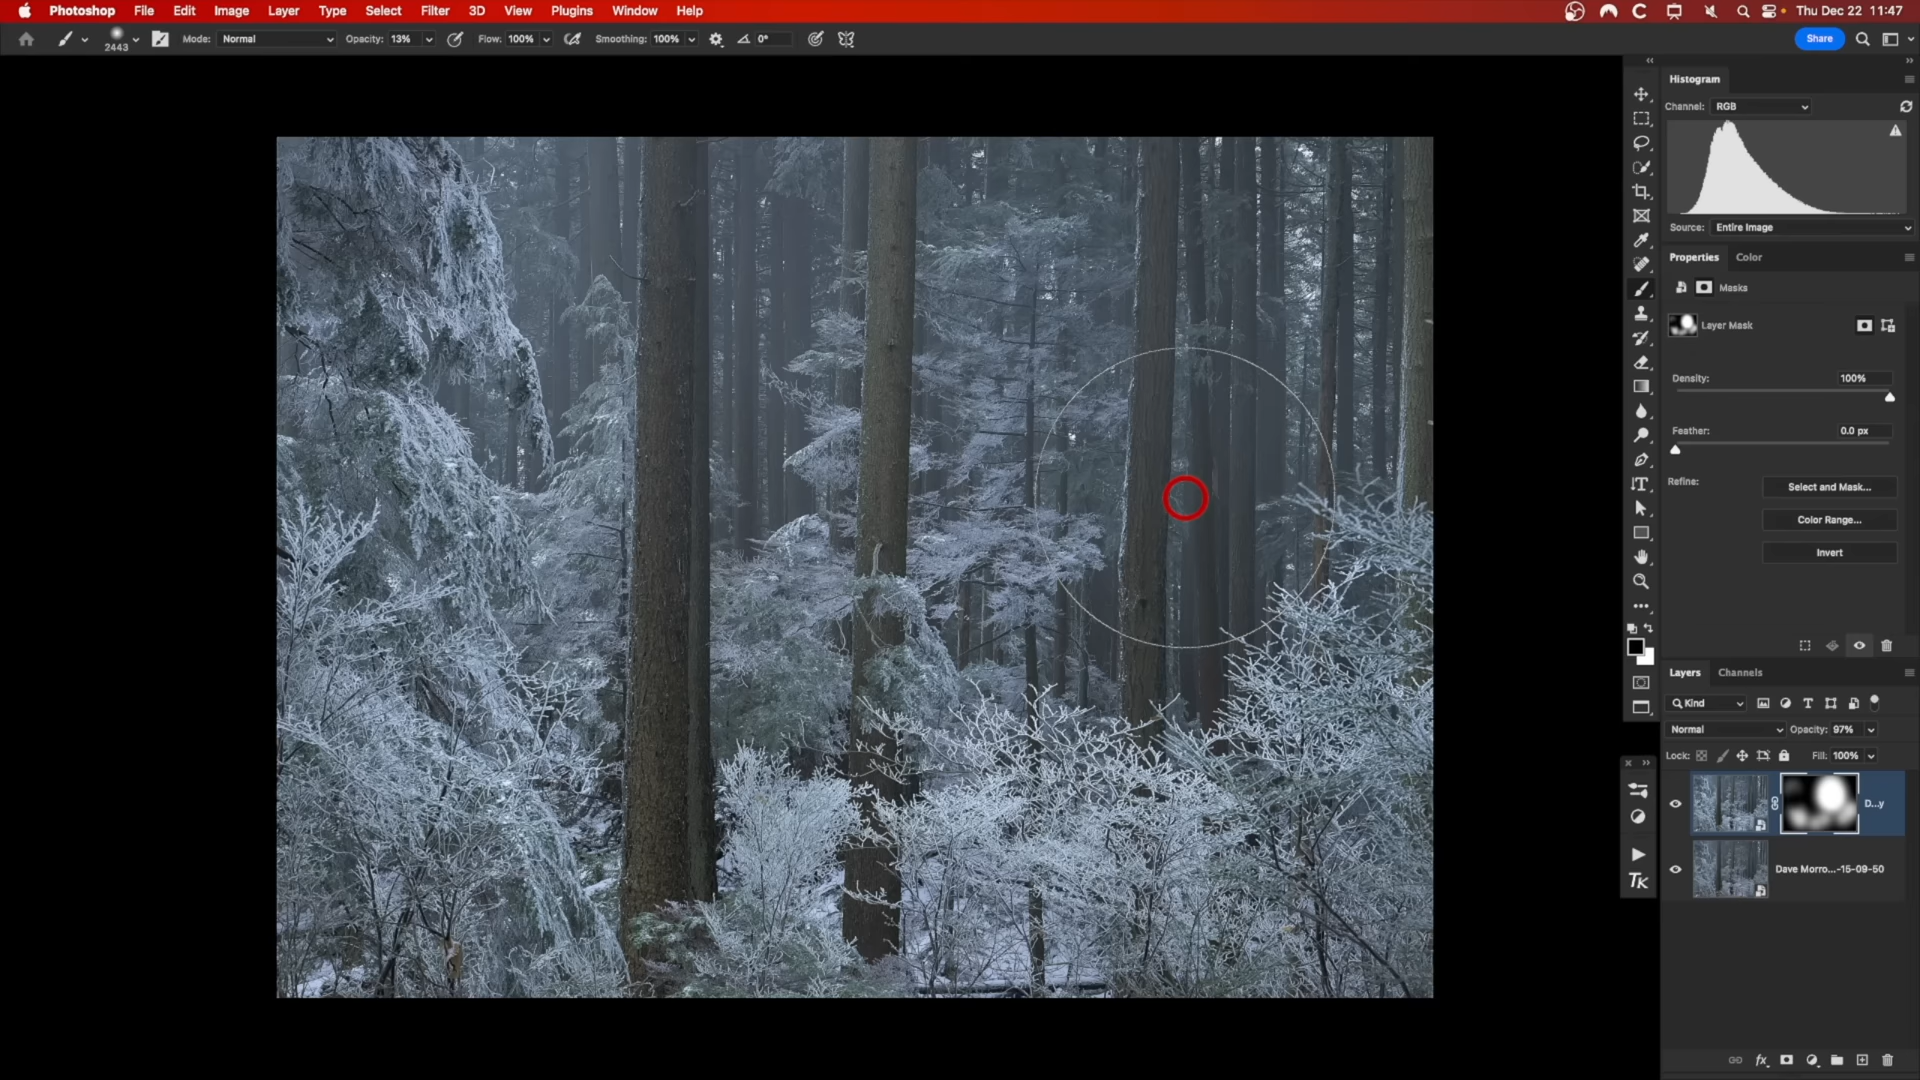 Photoshop File Edit Image Layer Type Select Filter 3D View Plugins Window Help Thu Dec 22 11:47
2443 Mode: Normal Opacity: 13% Flow: 100% Smoothing: 100% 0° Share
Histogram
Channel: RGB
Source: Entire Image
Properties Color
Masks
Layer Mask
Density: 100%
Feather: 0.0 px
Refine: Select and Mask...
Color Range...
Invert
Layers Channels
Kind
Normal Opacity: 97%
Lock: Fill: 100%
D...y
TK
Dave Morro...-15-09-50
fx